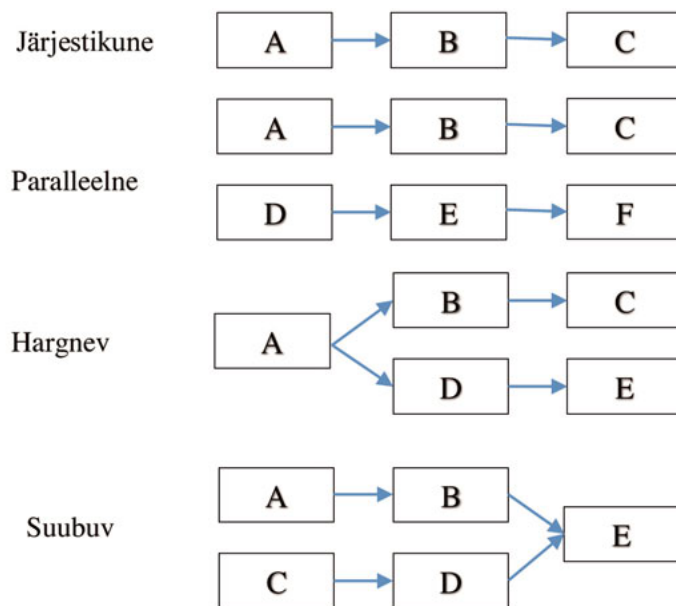 Järjestikune A B C
A B C
Paralleelne
D E F
B C
Hargnev A
D E
A B
Suubuv E
C D